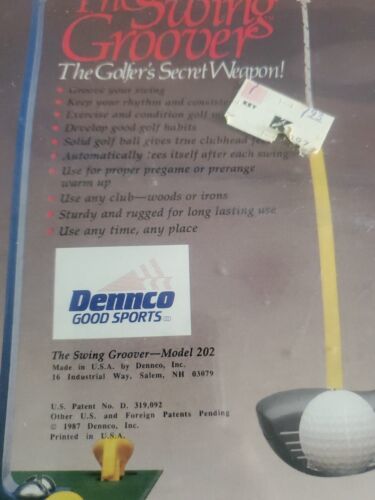 The Swing
Groover™
The Golfer's Secret Weapon!
• Groove your swing
• Keep your rhythm and
• Exercise and condition golf
• Develop good golf habits
• Solid golf ball gives true clubhead
• Automatically tees itself after each swing
• Use for proper pregame or prerange
warm up
• Use any club—woods or irons
• Sturdy and rugged for long lasting use
• Use any time, any place
Dennco
GOOD SPORTS
The Swing Groover—Model 202
Made in U.S.A. by Dennco, Inc.
16 Industrial Way, Salem, NH 03079
U.S. Patent No. D. 319,092
Other U.S. and Foreign Patents Pending
© 1987 Dennco, Inc.
Printed in U.S.A.